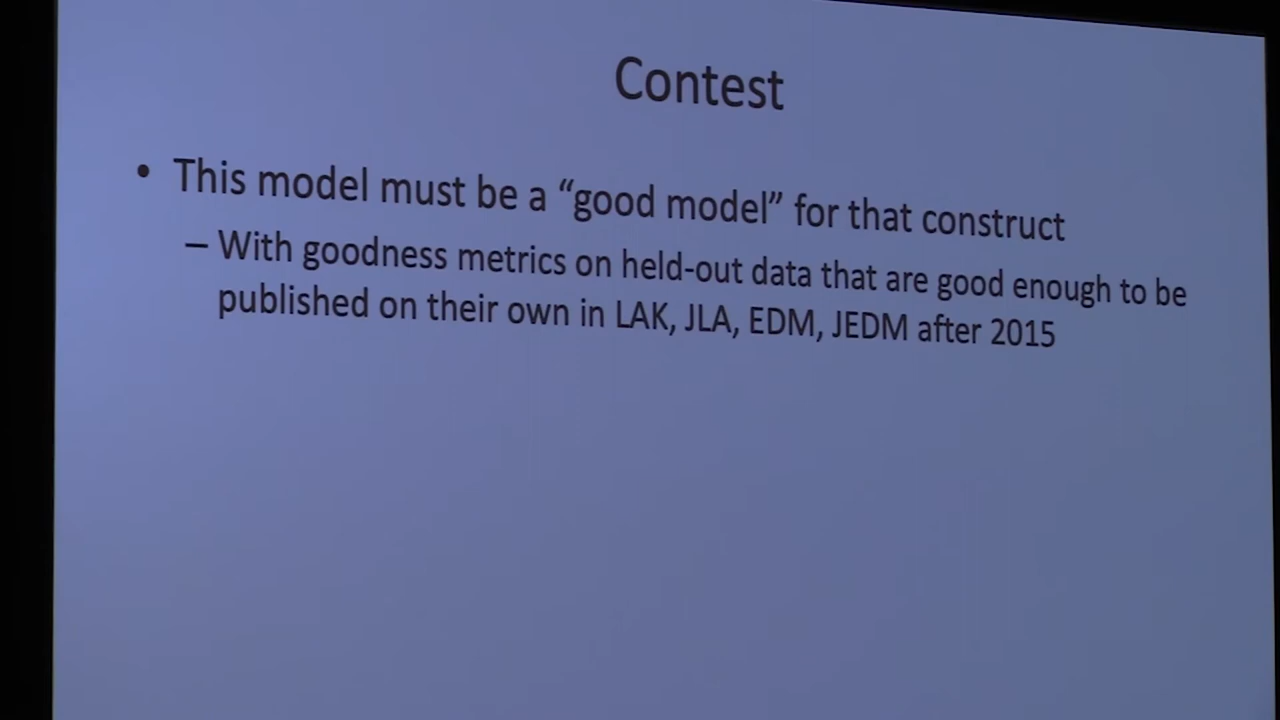 Contest
• This model must be a “good model” for that construct
– With goodness metrics on held-out data that are good enough to be
published on their own in LAK, JLA, EDM, JEDM after 2015